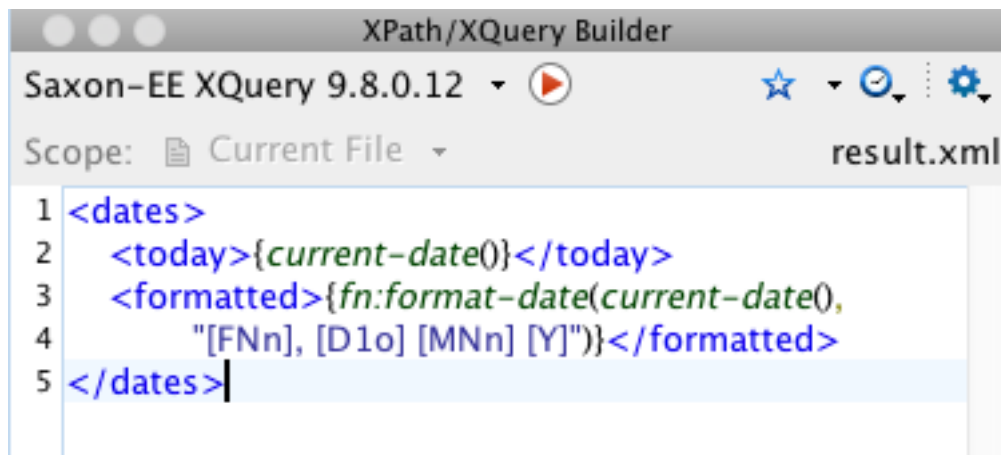 XPath/XQuery Builder
Saxon-EE XQuery 9.8.0.12
Scope: Current File result.xml
1 <dates>
2 <today>{current-date()}</today>
3 <formatted>{fn:format-date(current-date(),
4 "[FNn], [D1o] [MNn] [Y]")}</formatted>
5 </dates>